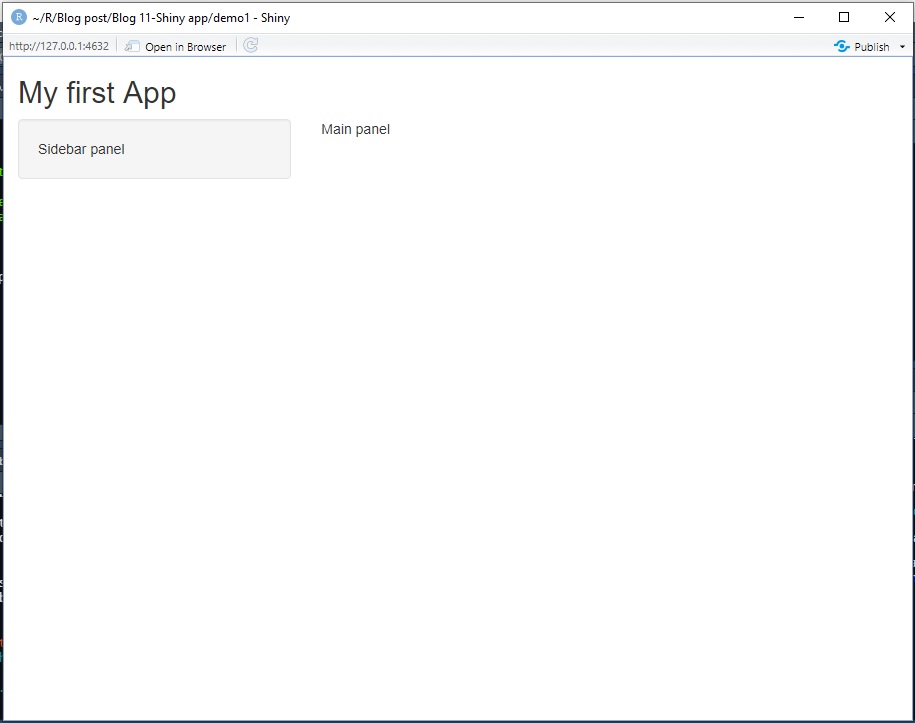 R ~/R/Blog post/Blog 11-Shiny app/demo1 - Shiny
http://127.0.0.1:4632 Open in Browser Publish
My first App
Sidebar panel
Main panel